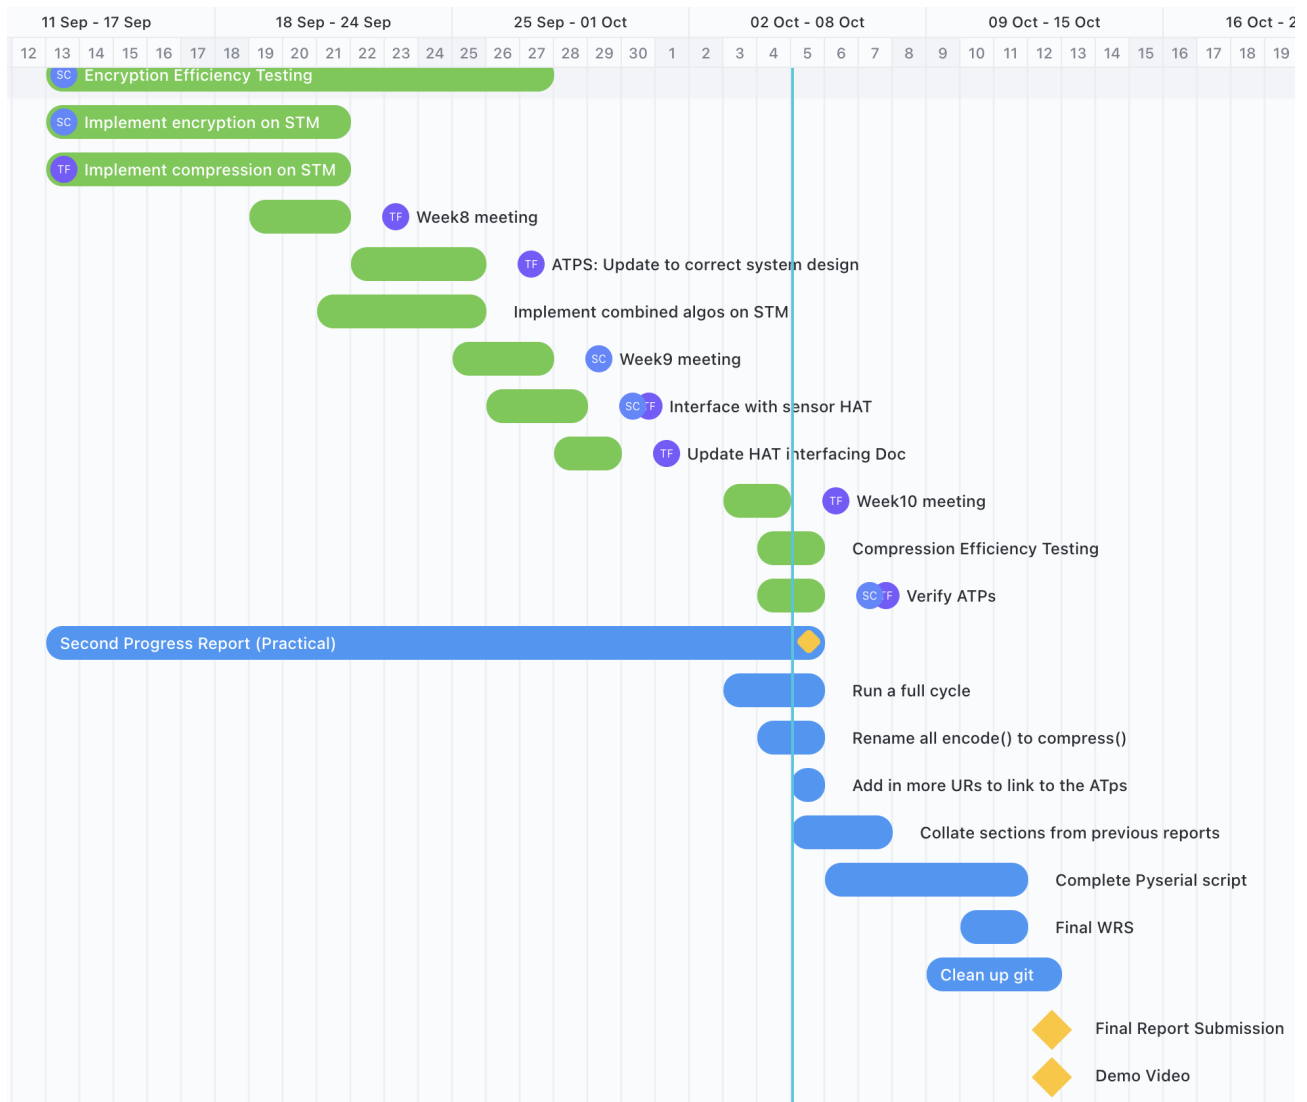 11 Sep - 17 Sep 18 Sep - 24 Sep 25 Sep - 01 Oct 02 Oct - 08 Oct 09 Oct - 15 Oct 16 Oct - 2
12 13 14 15 16 17 18 19 20 21 22 23 24 25 26 27 28 29 30 1 2 3 4 5 6 7 8 9 10 11 12 13 14 15 16 17 18 19
SC Encryption Efficiency Testing
SC Implement encryption on STM
TF Implement compression on STM
TF Week8 meeting
TF ATPS: Update to correct system design
Implement combined algos on STM
SC Week9 meeting
SC TF Interface with sensor HAT
TF Update HAT interfacing Doc
TF Week10 meeting
Compression Efficiency Testing
SC TF Verify ATPs
Second Progress Report (Practical)
Run a full cycle
Rename all encode() to compress()
Add in more URs to link to the ATps
Collate sections from previous reports
Complete Pyserial script
Final WRS
Clean up git
Final Report Submission
Demo Video